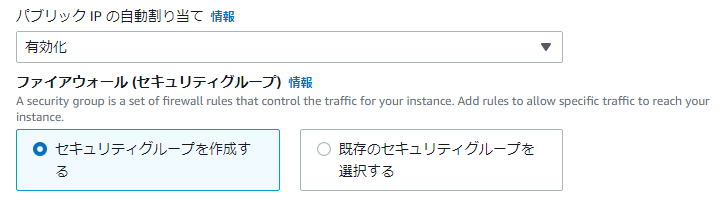 パブリック IP の自動割り当て 情報
有効化
ファイアウォール (セキュリティグループ) 情報
A security group is a set of firewall rules that control the traffic for your instance. Add rules to allow specific traffic to reach your
instance.
セキュリティグループを作成す
る
既存のセキュリティグループを
選択する